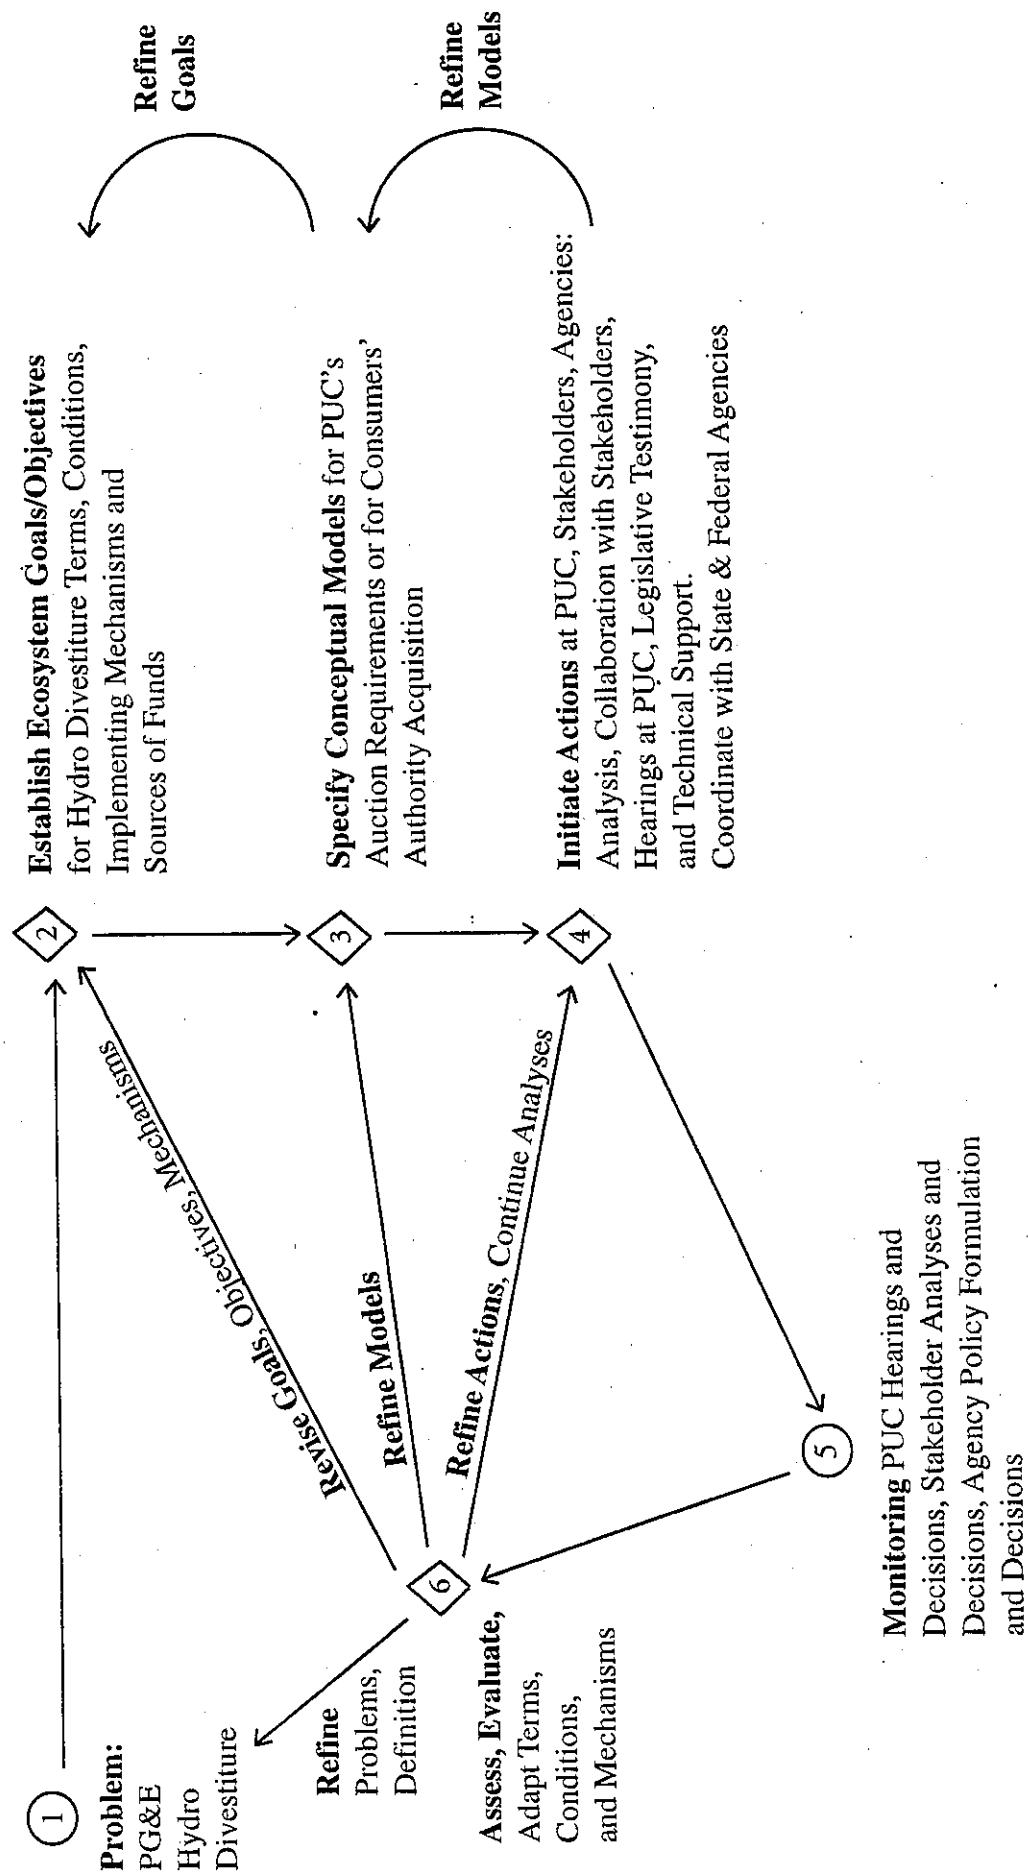 1
Problem:
PG&E
Hydro
Divestiture
2
Establish Ecosystem Goals/Objectives
for Hydro Divestiture Terms, Conditions,
Implementing Mechanisms and
Sources of Funds
Refine
Goals
3
Specify Conceptual Models for PUC's
Auction Requirements or for Consumers'
Authority Acquisition
Refine
Models
4
Initiate Actions at PUC, Stakeholders, Agencies:
Analysis, Collaboration with Stakeholders,
Hearings at PUC, Legislative Testimony,
and Technical Support.
Coordinate with State & Federal Agencies
Revise Goals, Objectives, Mechanisms
Refine Models
Refine Actions, Continue Analyses
6
Refine
Problems,
Definition
Assess, Evaluate,
Adapt Terms,
Conditions,
and Mechanisms
5
Monitoring PUC Hearings and
Decisions, Stakeholder Analyses and
Decisions, Agency Policy Formulation
and Decisions